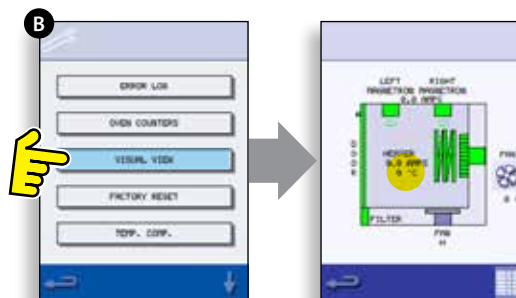 B
ERROR LOG
OVEN COUNTERS
VISUAL VIEW
FACTORY RESET
TEMP. COMP.
LEFT RIGHT
MAGNETRON MAGNETRON
0.0 AMPS
DOOR
HEATER
0.0 AMPS
0 °C
FILTER
FAN